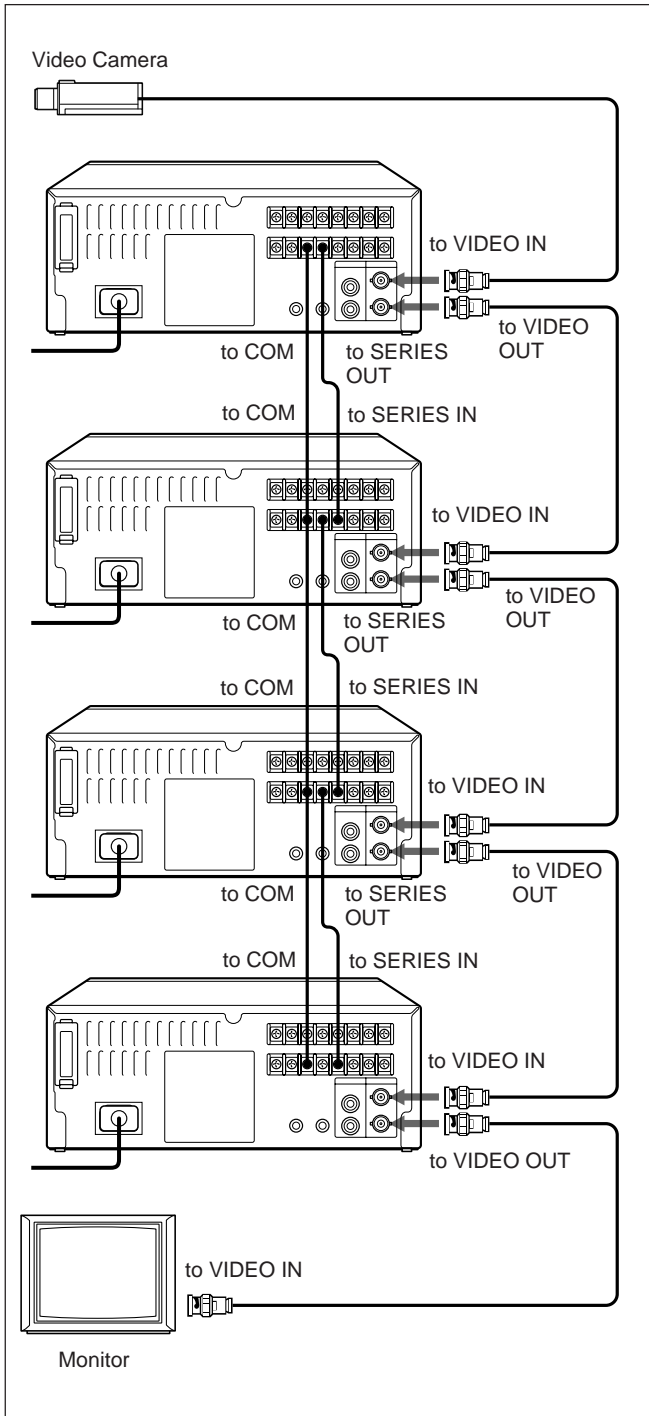 Video Camera
to VIDEO IN
to VIDEO
OUT
to COM
to SERIES
OUT
to COM
to SERIES IN
to VIDEO IN
to VIDEO
OUT
to COM
to SERIES
OUT
to COM
to SERIES IN
to VIDEO IN
to VIDEO
OUT
to COM
to SERIES
OUT
to COM
to SERIES IN
to VIDEO IN
to VIDEO OUT
to VIDEO IN
Monitor